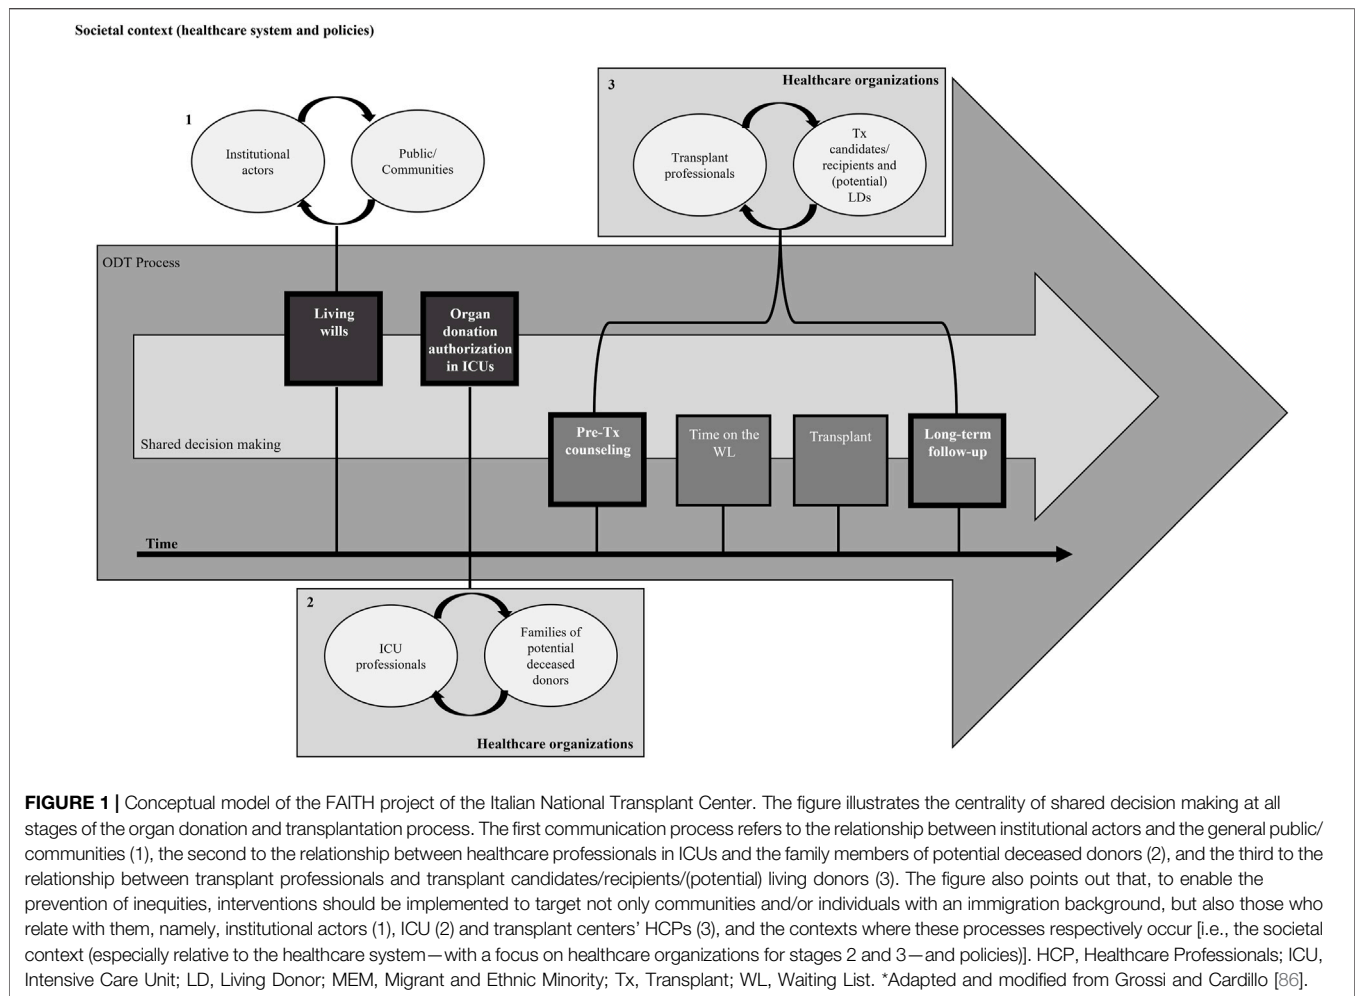 Societal context (healthcare system and policies)
1
Institutional
actors
Public/
Communities
3
Healthcare organizations
Transplant
professionals
Tx
candidates/
recipients and
(potential)
LDs
ODT Process
Living
wills
Organ
donation
authorization
in ICUs
Shared decision making
Pre-Tx
counseling
Time on the
WL
Transplant
Long-term
follow-up
Time
2
ICU
professionals
Families of
potential
deceased
donors
Healthcare organizations
FIGURE 1 | Conceptual model of the FAITH project of the Italian National Transplant Center. The figure illustrates the centrality of shared decision making at all
stages of the organ donation and transplantation process. The first communication process refers to the relationship between institutional actors and the general public/
communities (1), the second to the relationship between healthcare professionals in ICUs and the family members of potential deceased donors (2), and the third to the
relationship between transplant professionals and transplant candidates/recipients/(potential) living donors (3). The figure also points out that, to enable the
prevention of inequities, interventions should be implemented to target not only communities and/or individuals with an immigration background, but also those who
relate with them, namely, institutional actors (1), ICU (2) and transplant centers’ HCPs (3), and the contexts where these processes respectively occur [i.e., the societal
context (especially relative to the healthcare system—with a focus on healthcare organizations for stages 2 and 3—and policies)]. HCP, Healthcare Professionals; ICU,
Intensive Care Unit; LD, Living Donor; MEM, Migrant and Ethnic Minority; Tx, Transplant; WL, Waiting List. *Adapted and modified from Grossi and Cardillo [86].